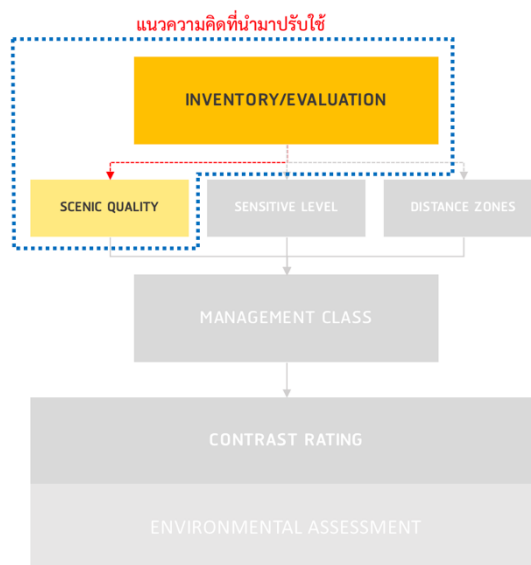 แนวความคิดที่นำมาปรับใช้
INVENTORY/EVALUATION
SCENIC QUALITY
SENSITIVE LEVEL
DISTANCE ZONES
MANAGEMENT CLASS
CONTRAST RATING
ENVIRONMENTAL ASSESSMENT